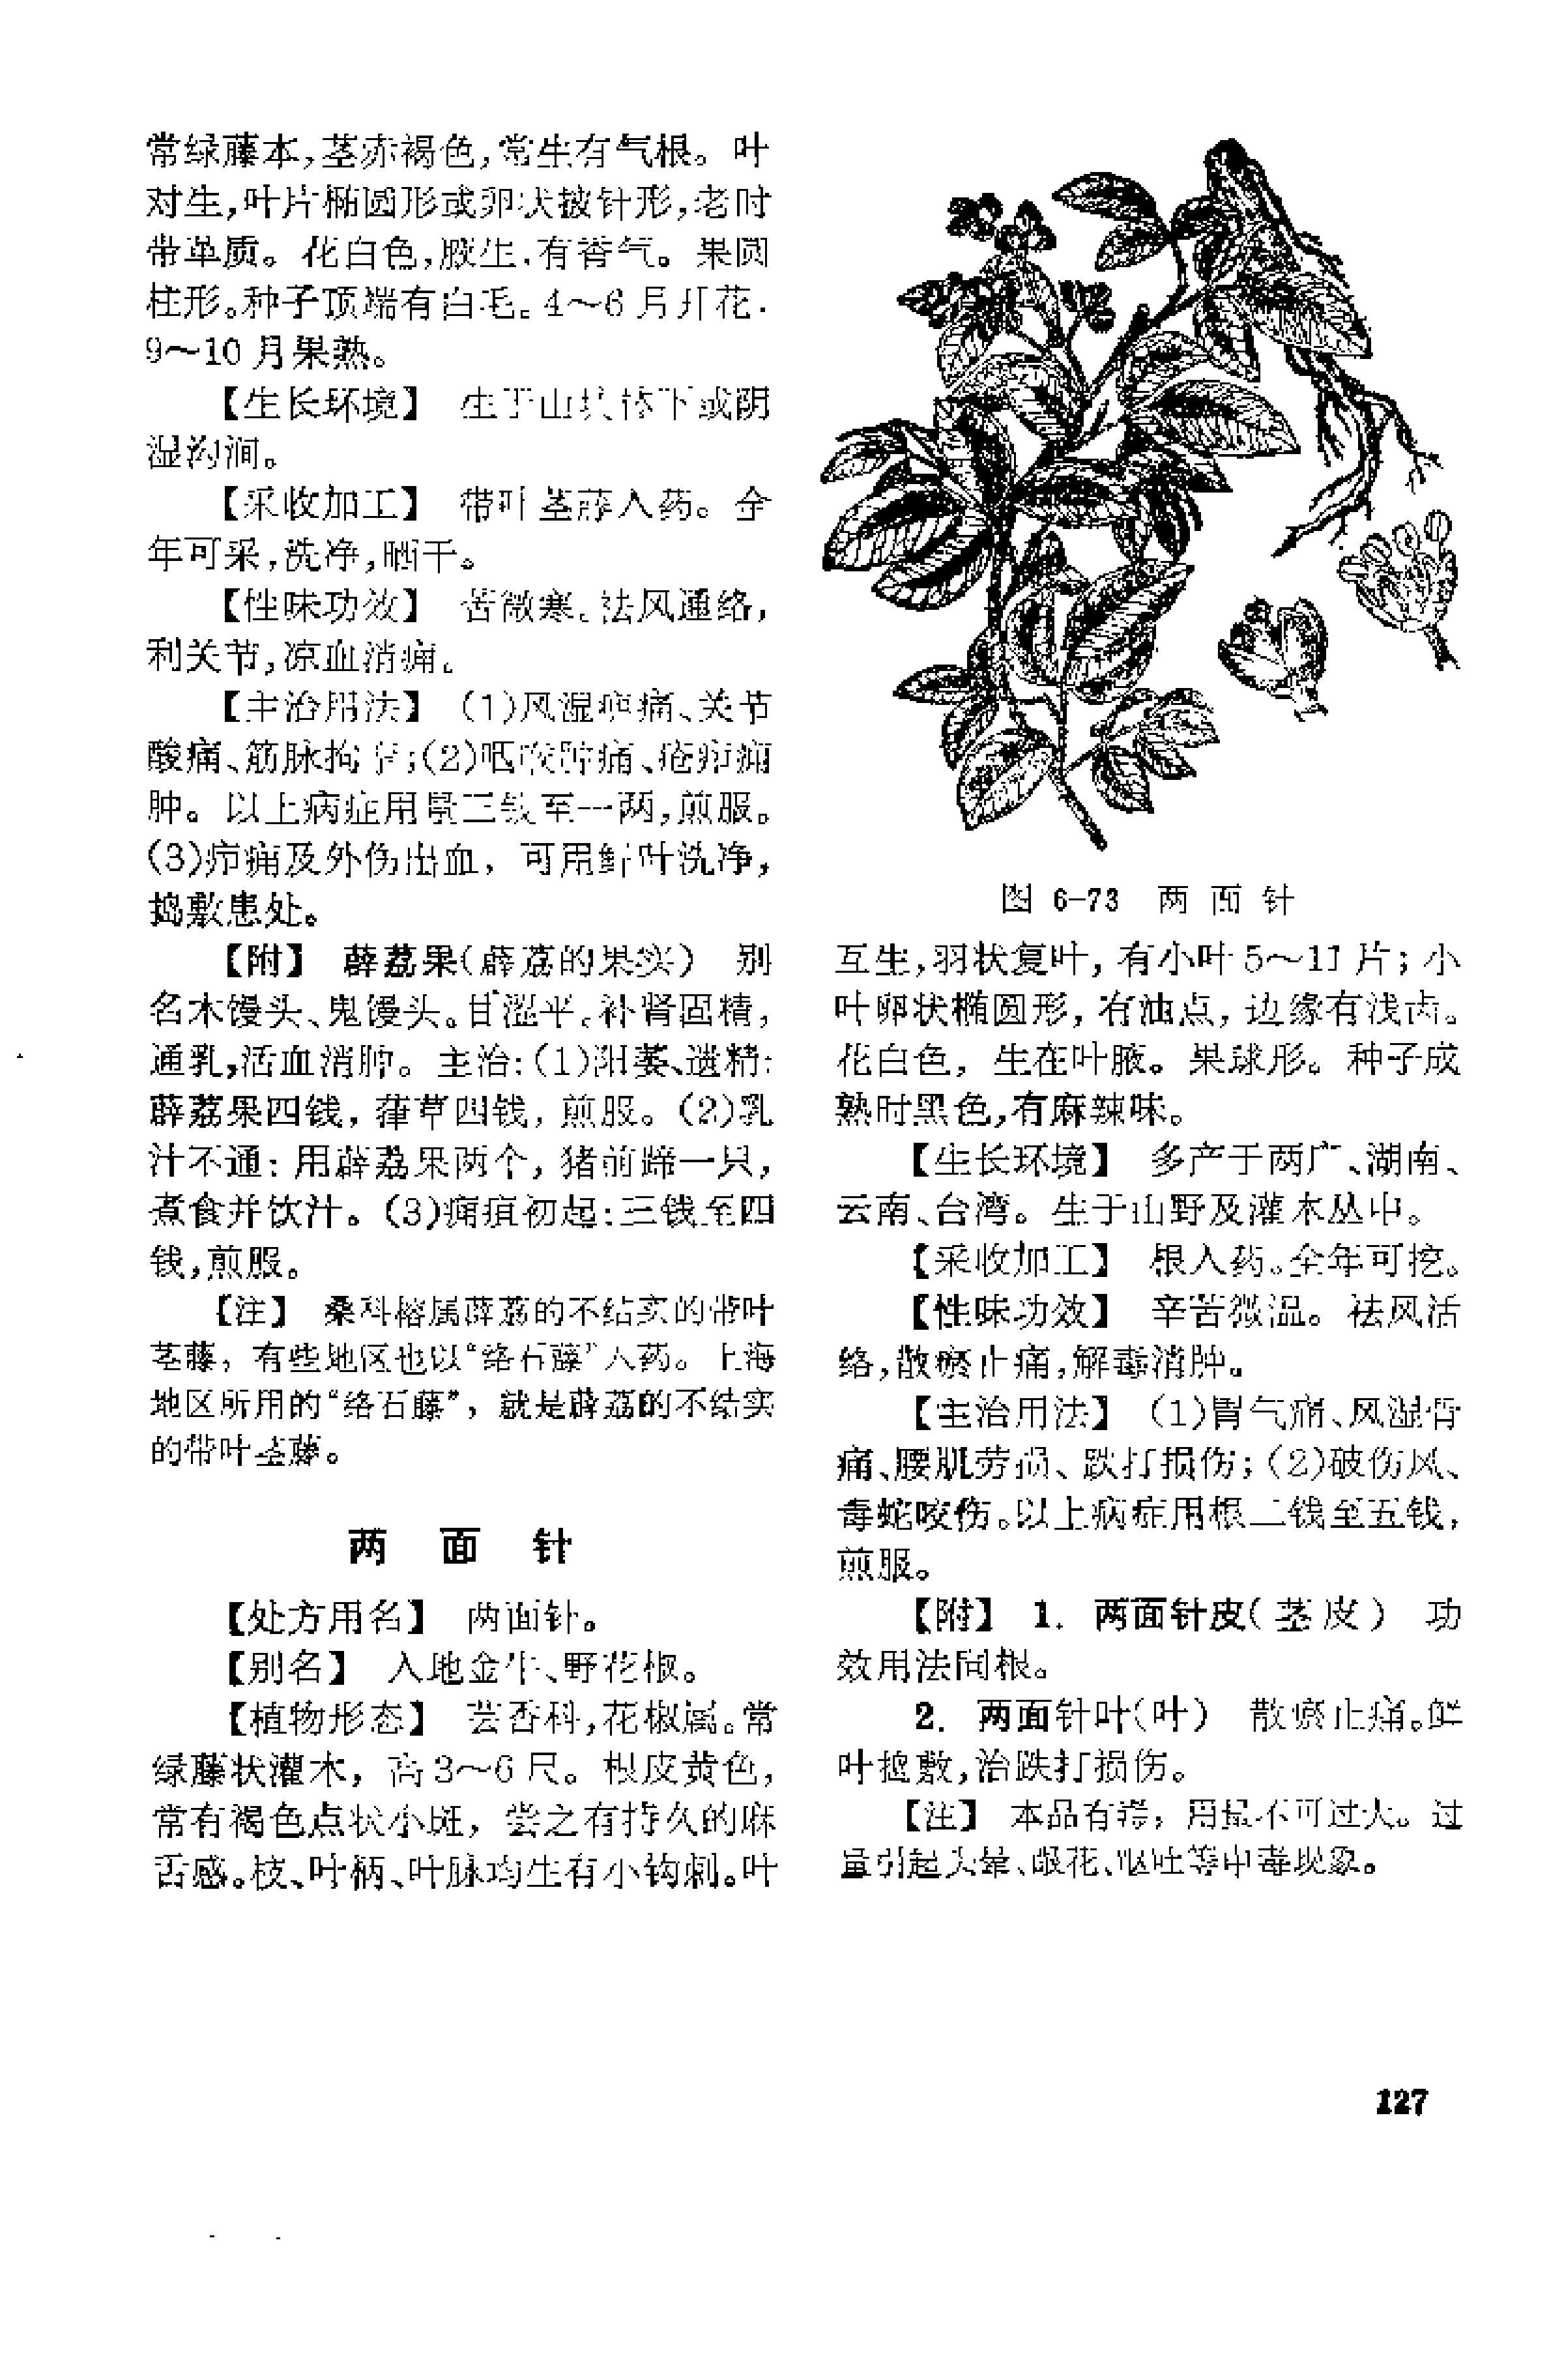 常绿藤本,茎赤褐色,常生有气根。叶
对生,叶片椭圆形或卵状披针形,老时
带革质。花白色,腋生,有香气。果圆
柱形。种子顶端有白毛。4～6月开花.
9～10月果熟。
【生长环境】 生于山坡林下或阴
湿沟涧。
【采收加工】 带叶茎藤入药。全
年可采,洗净,晒干。
【性味功效】 苦微寒。祛风通络,
利关节,凉血消痈。
【主治用法】 (1)风湿痹痛、关节
酸痛、筋脉拘挛;(2)咽喉肿痛、疮疖痈
肿。以上病症用量三钱至一两,煎服。
(3)疖痈及外伤出血,可用鲜叶洗净,
捣敷患处。
【附】 薜荔果(薜荔的果实) 别
名木馒头、鬼馒头。甘涩平。补肾固精,
通乳,活血消肿。主治:(1)阳萎、遗精:
薜荔果四钱,葎草四钱,煎服。(2)乳
汁不通:用薜荔果两个,猪前蹄一只,
煮食并饮汁。(3)痈疽初起:三钱至四
钱,煎服。
【注】 桑科榕属薜荔的不结实的带叶
茎藤,有些地区也以“络石藤”入药。上海
地区所用的“络石藤”,就是薜荔的不结实
的带叶茎藤。
两面针
【处方用名】 两面针。
【别名】 入地金牛、野花椒。
【植物形态】 芸香科,花椒属。常
绿藤状灌木,高3～6尺。根皮黄色,
常有褐色点状小斑,尝之有持久的麻
舌感。枝、叶柄、叶脉均生有小钩刺。叶
图 6-73 两面针
互生,羽状复叶,有小叶5～11片;小
叶卵状椭圆形,有油点,边缘有浅齿。
花白色,生在叶腋。果球形。种子成
熟时黑色,有麻辣味。
【生长环境】 多产于两广、湖南、
云南、台湾。生于山野及灌木丛中。
【采收加工】 根入药。全年可挖。
【性味功效】 辛苦微温。祛风活
络,散瘀止痛,解毒消肿。
【主治用法】 (1)胃气痛、风湿骨
痛、腰肌劳损、跌打损伤;(2)破伤风、
毒蛇咬伤。以上病症用根二钱至五钱,
煎服。
【附】 1. 两面针皮(茎皮) 功
效用法同根。
2. 两面针叶(叶) 散瘀止痛。鲜
叶捣敷,治跌打损伤。
【注】 本品有毒,用量不可过大。过
量引起头晕、眼花、呕吐等中毒现象。
127